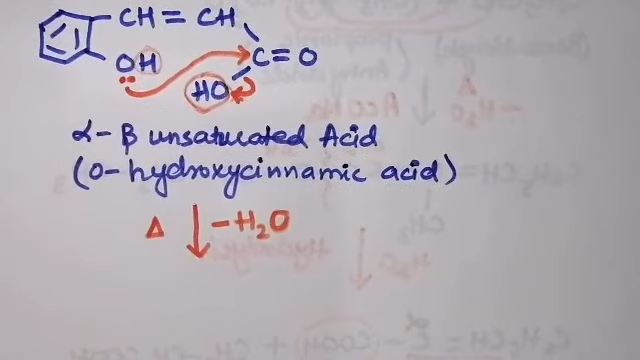 CH = CH
OH
C = O
HO
α - β unsaturated Acid
(O - hydroxycinnamic acid)
Δ - H₂O